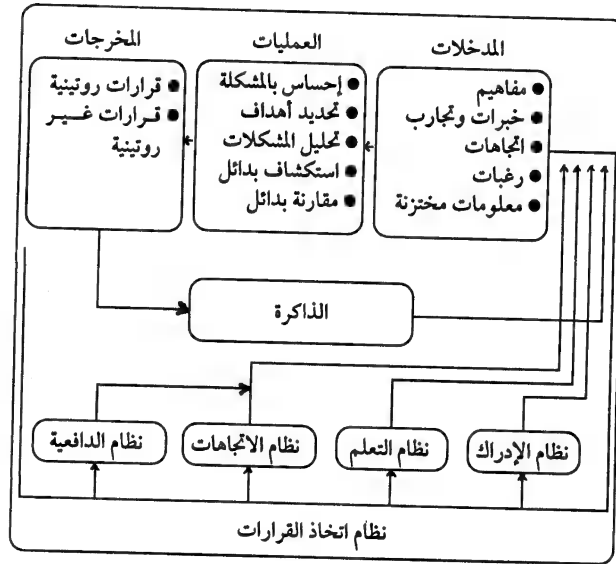 المدخلات
العمليات
المخرجات
● مفاهيم
● خبرات وتجارب
● اتجاهات
● رغبات
● معلومات مختزنة
● إحساس بالمشكلة
● تحديد أهداف
● تحليل المشكلات
● استكشاف بدائل
● مقارنة بدائل
● قرارات روتينية
● قرارات غير
روتينية
الذاكرة
نظام الإدراك
نظام التعلم
نظام الاتجاهات
نظام الدافعية
نظام اتخاذ القرارات